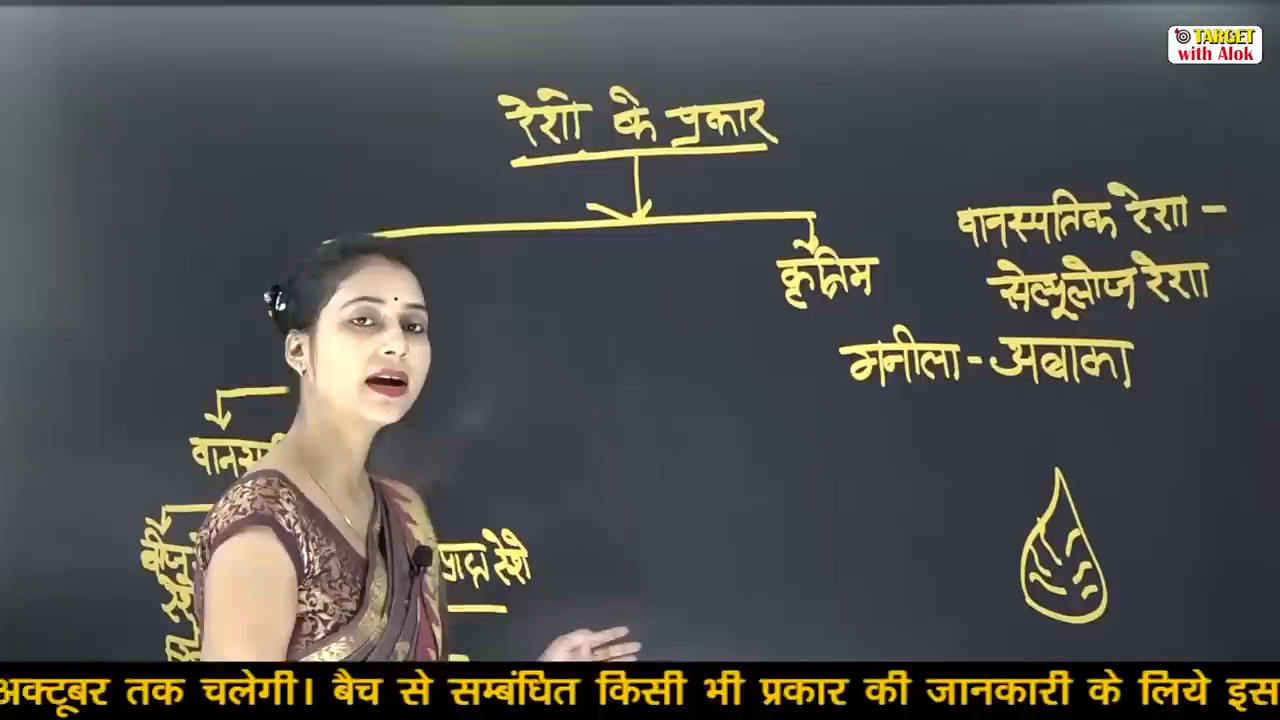 TARGET
with Alok
रेशो के प्रकार
कृत्रिम
वानस्पतिक रेशा -
सेल्यूलोज रेशा
मनीला - अबाका
प्राप्त रेशे
अक्टूबर तक चलेगी। बैच से सम्बंधित किसी भी प्रकार की जानकारी के लिये इस